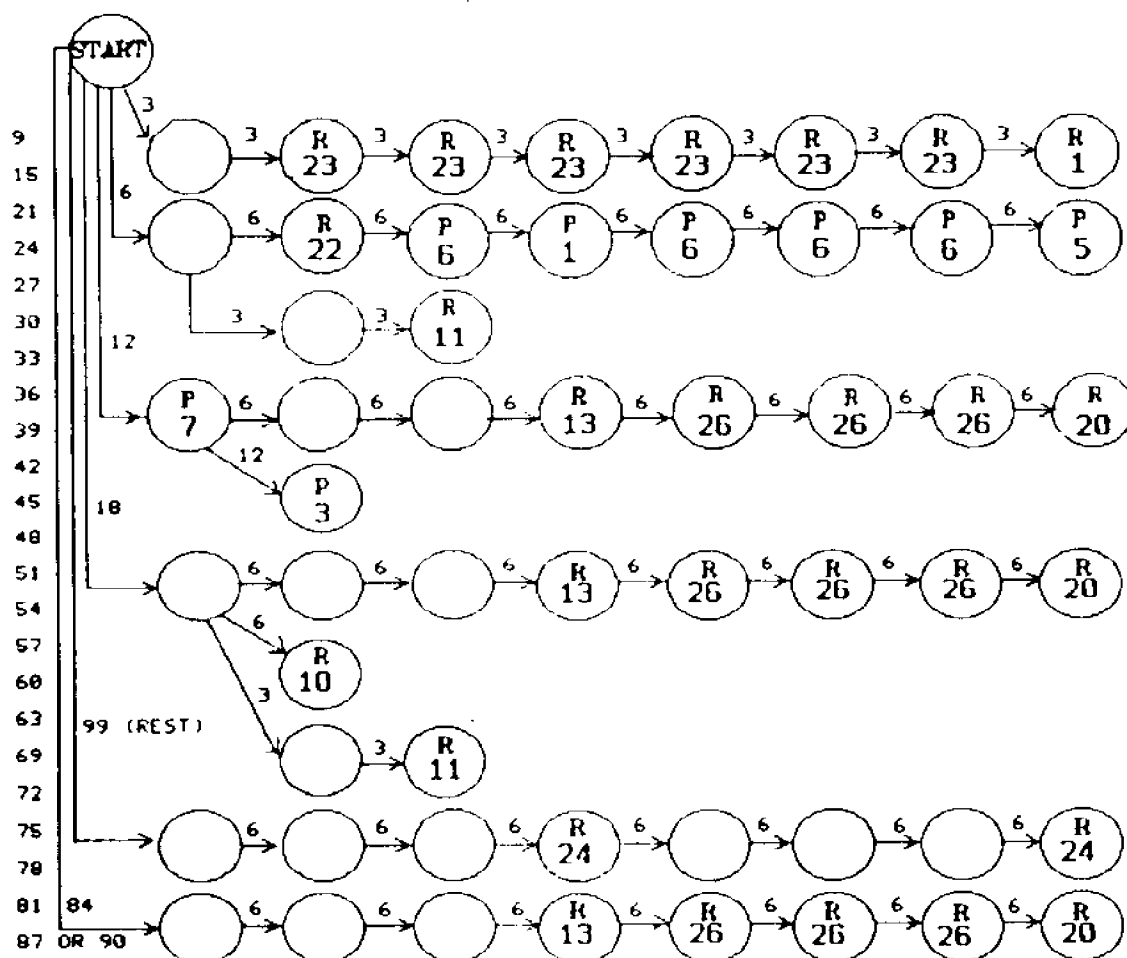 START
3
9
3 3 3 3 3 3 3
R R R R R R R
23 23 23 23 23 23 1
15
6
21
6 6 6 6 6 6 6
R P P P P P P
22 6 1 6 6 6 5
24
27
3 3 R
30
11
12
33
36
P 6 6 6 6 6 6 6
R R R R R
7 13 26 26 26 20
39
12
42
P
3
45
18
48
51
6 6 6 6 6 6 6
R R R R R
13 26 26 26 20
54
6
57
R
10
60
3
63
99 (REST)
69
3 R
11
72
75
6 6 6 6 6 6 6
R R
24 24
78
81 84
6 6 6 6 6 6 6
R R R R R
13 26 26 26 20
87 OR 90